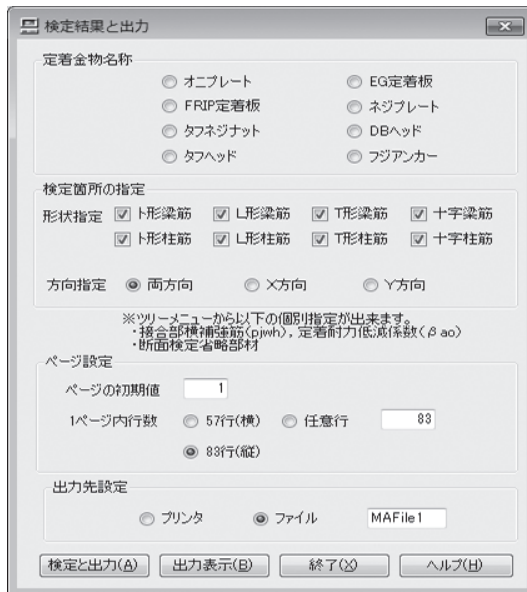 検定結果と出力
定着金物名称
オニプレート EG定着板
FRIP定着板 ネジプレート
タフネジナット DBヘッド
タフヘッド フジアンカー
検定箇所の指定
形状指定 ト形梁筋 L形梁筋 T形梁筋 十字梁筋
ト形柱筋 L形柱筋 T形柱筋 十字柱筋
方向指定 両方向 X方向 Y方向
※ツリーメニューから以下の個別指定が出来ます。
・接合部横補強筋(pjwh), 定着耐力低減係数(βao)
・断面検定省略部材
ページ設定
ページの初期値 1
1ページ内行数 57行(横) 任意行 83
83行(縦)
出力先設定
プリンタ ファイル MAFile1
検定と出力(A) 出力表示(B) 終了(X) ヘルプ(H)